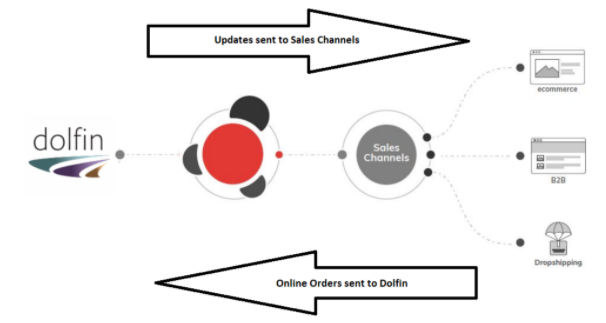 Updates sent to Sales Channels
ecommerce
dolfin
Sales
Channels
B2B
Dropshipping
Online Orders sent to Dolfin